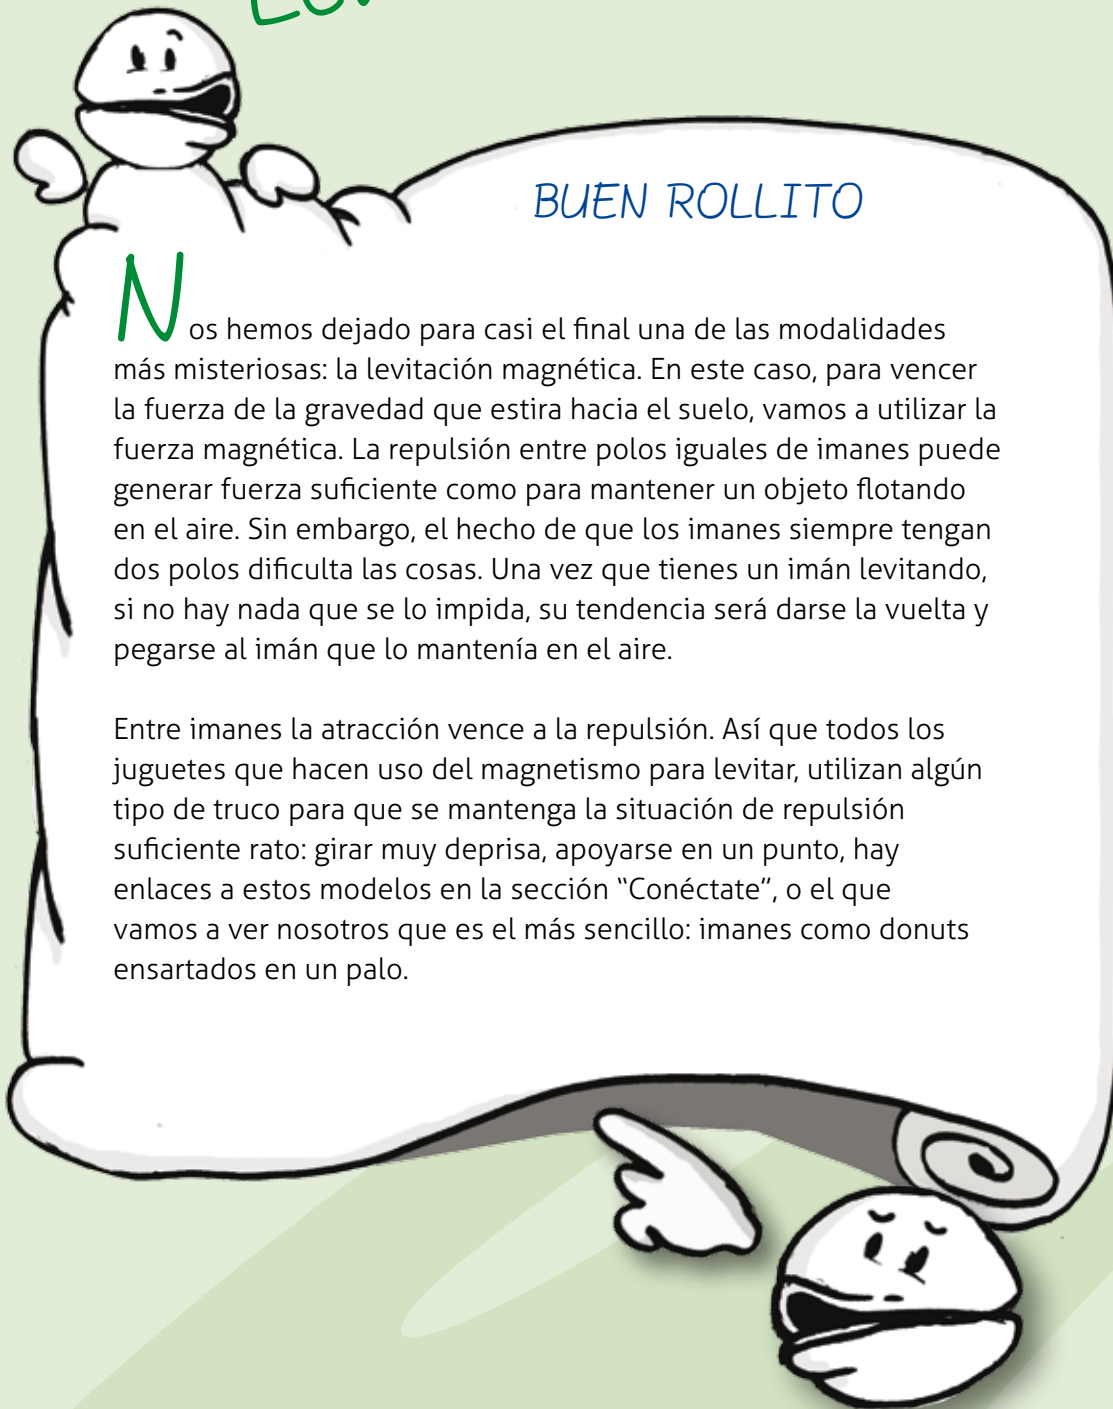 BUEN ROLLITO
Nos hemos dejado para casi el final una de las modalidades
más misteriosas: la levitación magnética. En este caso, para vencer
la fuerza de la gravedad que estira hacia el suelo, vamos a utilizar la
fuerza magnética. La repulsión entre polos iguales de imanes puede
generar fuerza suficiente como para mantener un objeto flotando
en el aire. Sin embargo, el hecho de que los imanes siempre tengan
dos polos dificulta las cosas. Una vez que tienes un imán levitando,
si no hay nada que se lo impida, su tendencia será darse la vuelta y
pegarse al imán que lo mantenía en el aire.
Entre imanes la atracción vence a la repulsión. Así que todos los
juguetes que hacen uso del magnetismo para levitar, utilizan algún
tipo de truco para que se mantenga la situación de repulsión
suficiente rato: girar muy deprisa, apoyarse en un punto, hay
enlaces a estos modelos en la sección “Conéctate”, o el que
vamos a ver nosotros que es el más sencillo: imanes como donuts
ensartados en un palo.